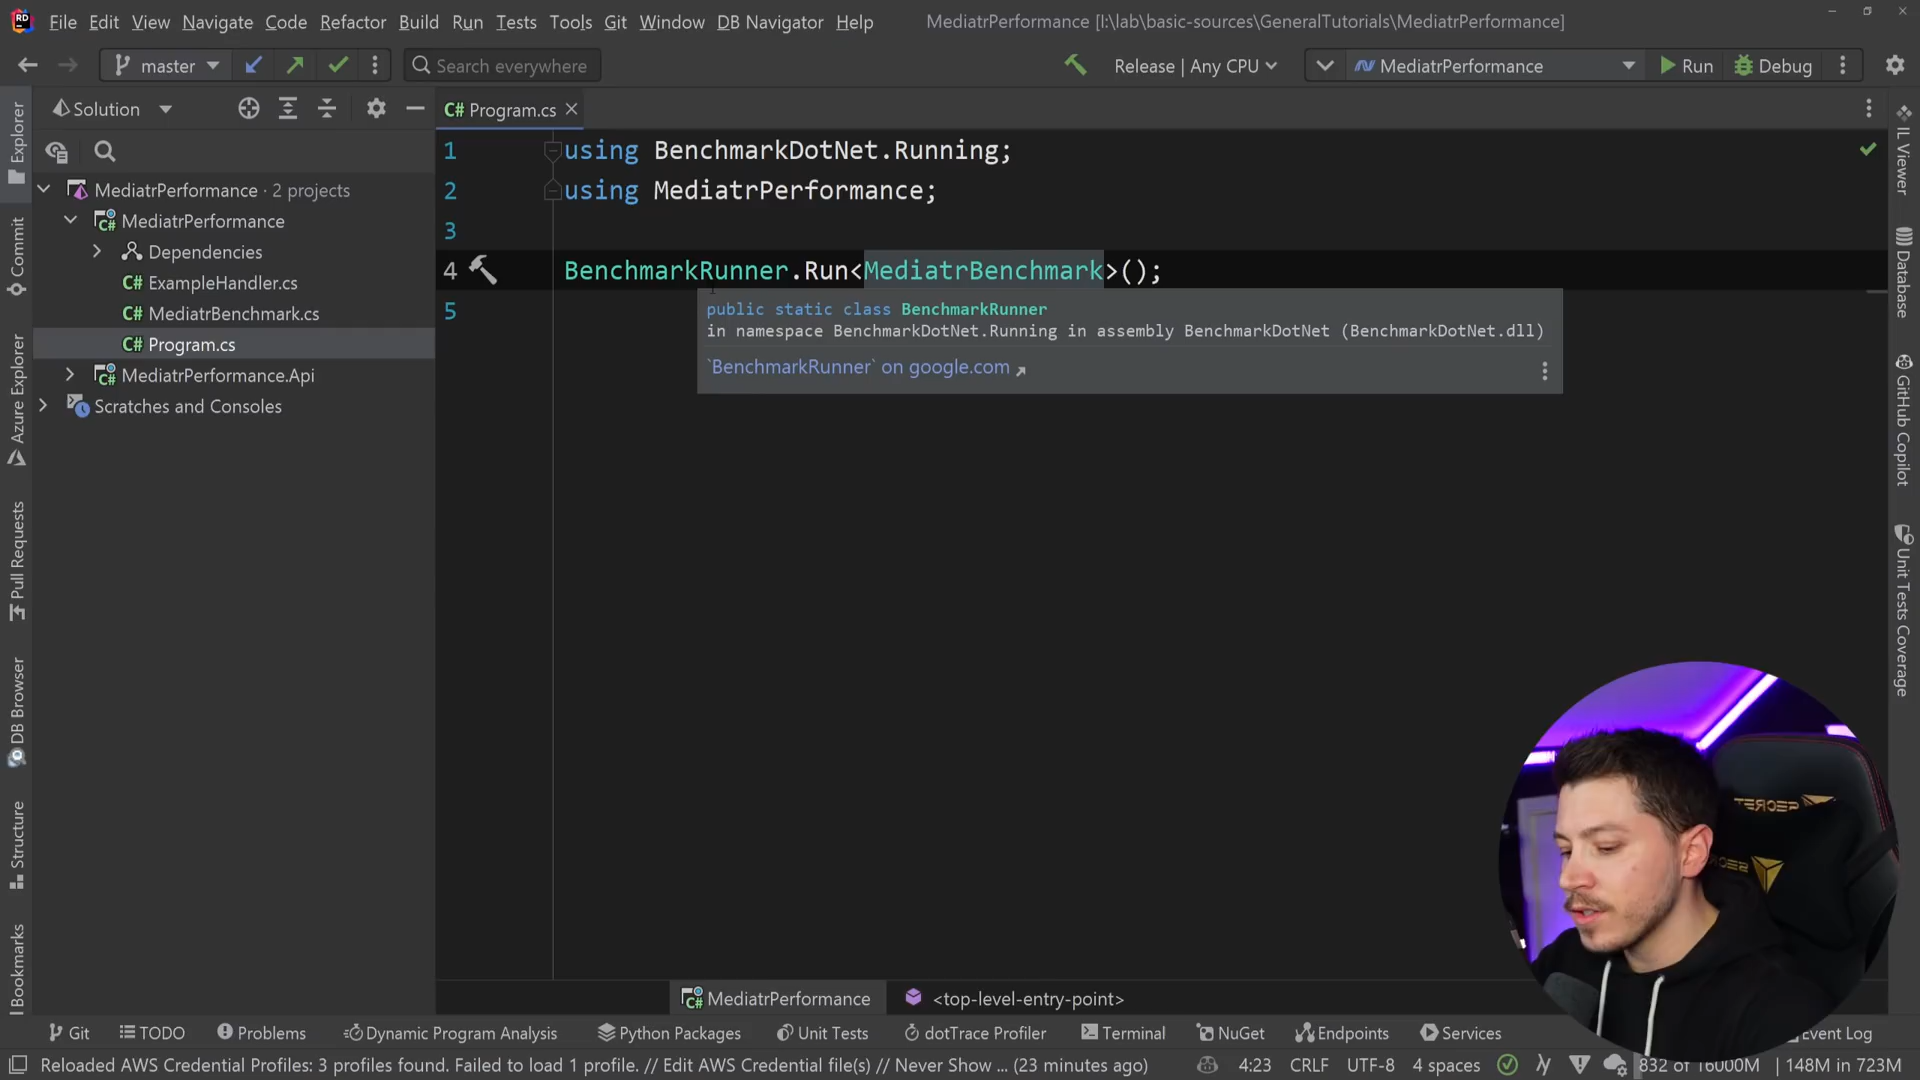 File Edit View Navigate Code Refactor Build Run Tests Tools Git Window DB Navigator Help MediatrPerformance [I:\lab\basic-sources\GeneralTutorials\MediatrPerformance]
master Search everywhere Release | Any CPU MediatrPerformance Run Debug
Solution
C# Program.cs
MediatrPerformance · 2 projects
MediatrPerformance
Dependencies
C# ExampleHandler.cs
C# MediatrBenchmark.cs
C# Program.cs
MediatrPerformance.Api
Scratches and Consoles
1 using BenchmarkDotNet.Running;
2 using MediatrPerformance;
3
4 BenchmarkRunner.Run<MediatrBenchmark>();
5
public static class BenchmarkRunner
in namespace BenchmarkDotNet.Running in assembly BenchmarkDotNet (BenchmarkDotNet.dll)
`BenchmarkRunner` on google.com
Explorer
Commit
Azure Explorer
Pull Requests
DB Browser
Structure
Bookmarks
IL Viewer
Database
GitHub Copilot
Unit Tests Coverage
SECRET
MediatrPerformance <top-level-entry-point>
Git TODO Problems Dynamic Program Analysis Python Packages Unit Tests dotTrace Profiler Terminal NuGet Endpoints Services Event Log
Reloaded AWS Credential Profiles: 3 profiles found. Failed to load 1 profile. // Edit AWS Credential file(s) // Never Show ... (23 minutes ago) 4:23 CRLF UTF-8 4 spaces 832 of 16000M 148M in 723M